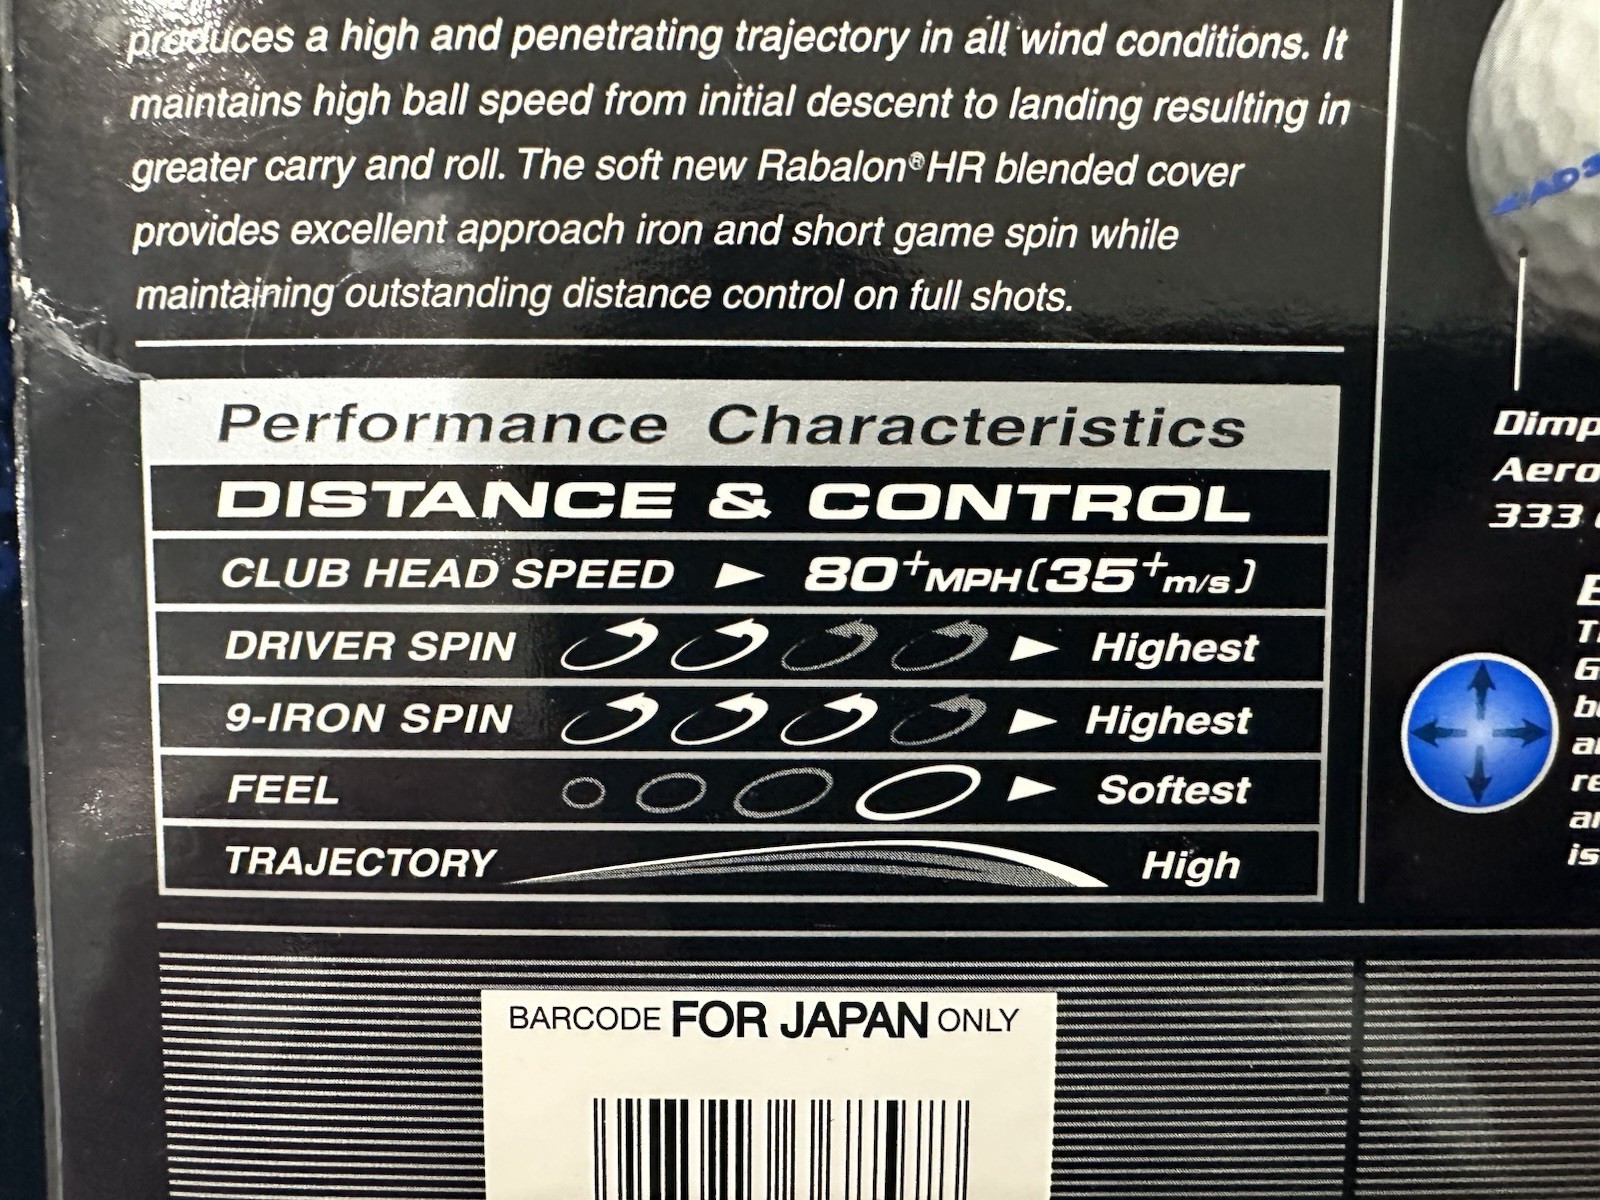 produces a high and penetrating trajectory in all wind conditions. It
maintains high ball speed from initial descent to landing resulting in
greater carry and roll. The soft new Rabalon®HR blended cover
provides excellent approach iron and short game spin while
maintaining outstanding distance control on full shots.
Performance Characteristics
DISTANCE & CONTROL
CLUB HEAD SPEED ► 80+MPH(35+m/s)
DRIVER SPIN ► Highest
9-IRON SPIN ► Highest
FEEL ► Softest
TRAJECTORY High
BARCODE FOR JAPAN ONLY
Dimp
Aero
333